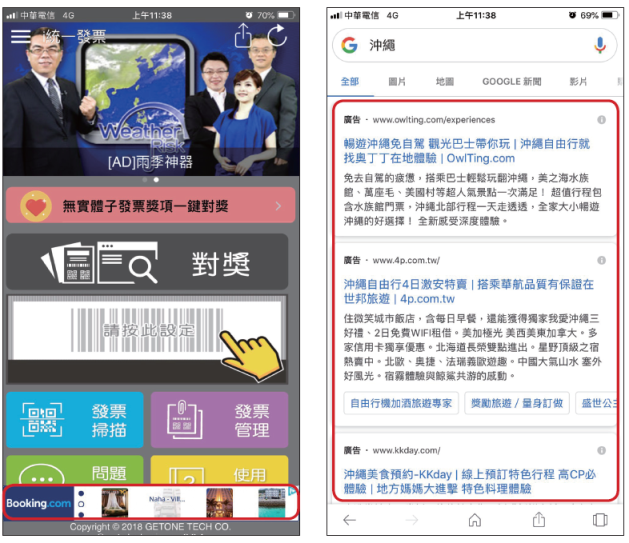 中華電信 4G 上午11:38 70%
統一發票
Weather
Risk
[AD]雨季神器
無實體子發票獎項一鍵對獎
對獎
請按此設定
發票
掃描
發票
管理
問題
使用
Booking.com
Naha - Vill...
Copyright © 2018 GETONE TECH CO.
中華電信 4G 上午11:38 69%
沖繩
全部 圖片 地圖 GOOGLE 新聞 影片
廣告 · www.owlting.com/experiences
暢遊沖繩免自駕 觀光巴士帶你玩 | 沖繩自由行就
找奧丁丁在地體驗 | OwlTing.com
免去自駕的疲憊，搭乘巴士輕鬆玩翻沖繩，美之海水族
館、萬座毛、美國村等超人氣景點一次滿足！ 超值行程包
含水族館門票，沖繩北部行程一天走透透，全家大小暢遊
沖繩的好選擇！ 全新感受深度體驗。
廣告 · www.4p.com.tw/
沖繩自由行4日激安特賣 | 搭乘華航品質有保證在
世邦旅遊 | 4p.com.tw
住微笑城市飯店，含每日早餐，還能獲得獨家我愛沖繩三
好禮、2日免費WIFI租借。美加極光 美西美東加拿大。多
家信用卡獨享優惠。北海道長榮雙點進出。星野頂級之宿
熱賣中。北歐、奧捷、法瑞義歐遊趣。中國大氣山水 塞外
好風光。宿霧體驗與鯨鯊共游的感動。
自由行機加酒旅遊專家 獎勵旅遊 / 量身訂做 盛世公主
廣告 · www.kkday.com/
沖繩美食預約-KKday | 線上預訂特色行程 高CP必
體驗 | 地方媽媽大進擊 特色料理體驗